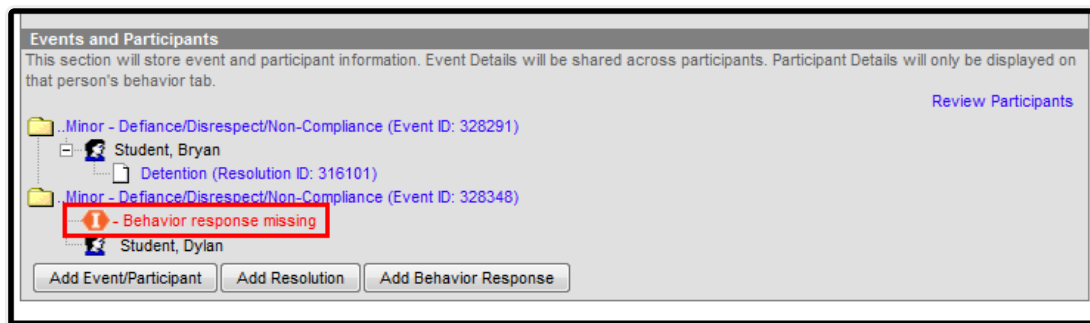 Events and Participants
This section will store event and participant information. Event Details will be shared across participants. Participant Details will only be displayed on
that person's behavior tab.
Review Participants
..Minor - Defiance/Disrespect/Non-Compliance (Event ID: 328291)
Student, Bryan
Detention (Resolution ID: 316101)
..Minor - Defiance/Disrespect/Non-Compliance (Event ID: 328348)
I - Behavior response missing
Student, Dylan
Add Event/Participant Add Resolution Add Behavior Response